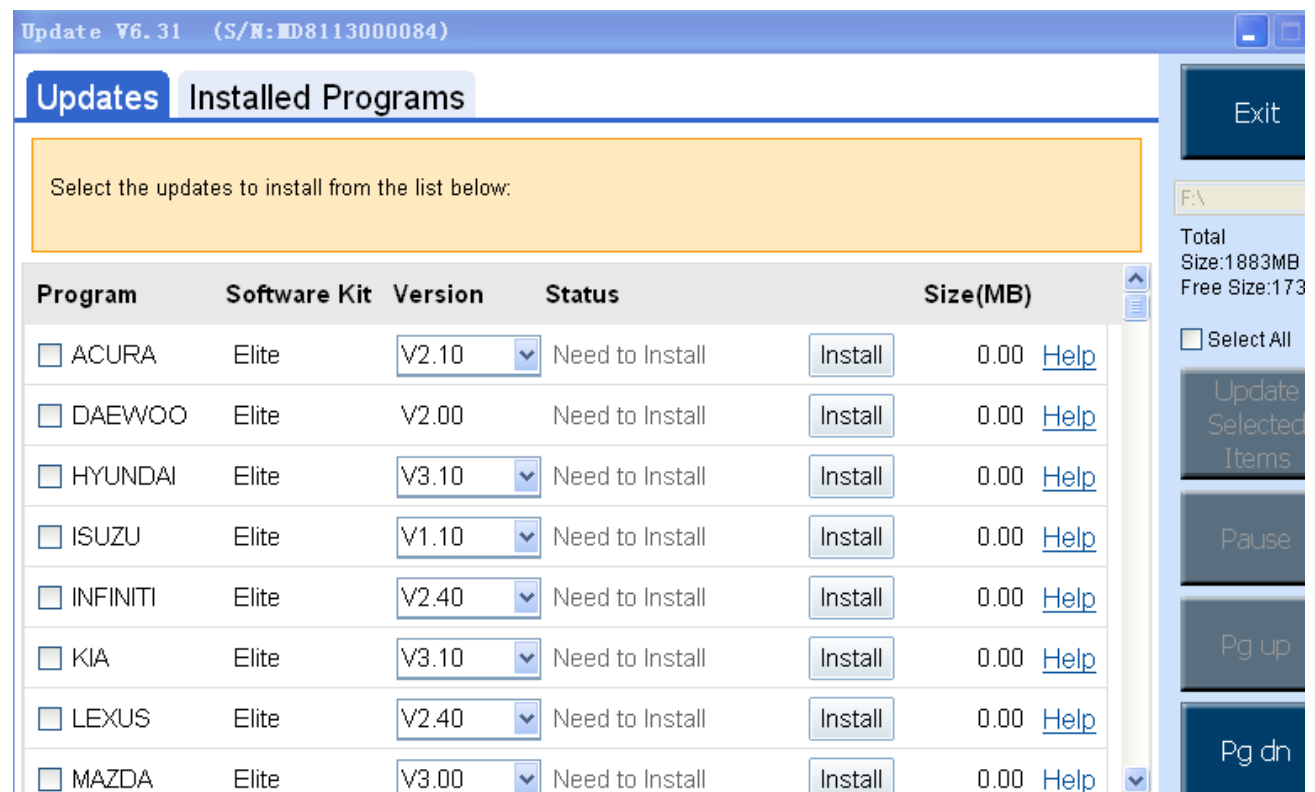 Update V6.31 (S/N:MD8113000084)
Updates Installed Programs
Exit
Select the updates to install from the list below:
F:\
Total
Size:1883MB
Free Size:173
Select All
Program Software Kit Version Status Size(MB)
ACURA Elite V2.10 Need to Install Install 0.00 Help
DAEWOO Elite V2.00 Need to Install Install 0.00 Help
HYUNDAI Elite V3.10 Need to Install Install 0.00 Help
ISUZU Elite V1.10 Need to Install Install 0.00 Help
INFINITI Elite V2.40 Need to Install Install 0.00 Help
KIA Elite V3.10 Need to Install Install 0.00 Help
LEXUS Elite V2.40 Need to Install Install 0.00 Help
MAZDA Elite V3.00 Need to Install Install 0.00 Help
Update
Selected
Items
Pause
Pg up
Pg dn